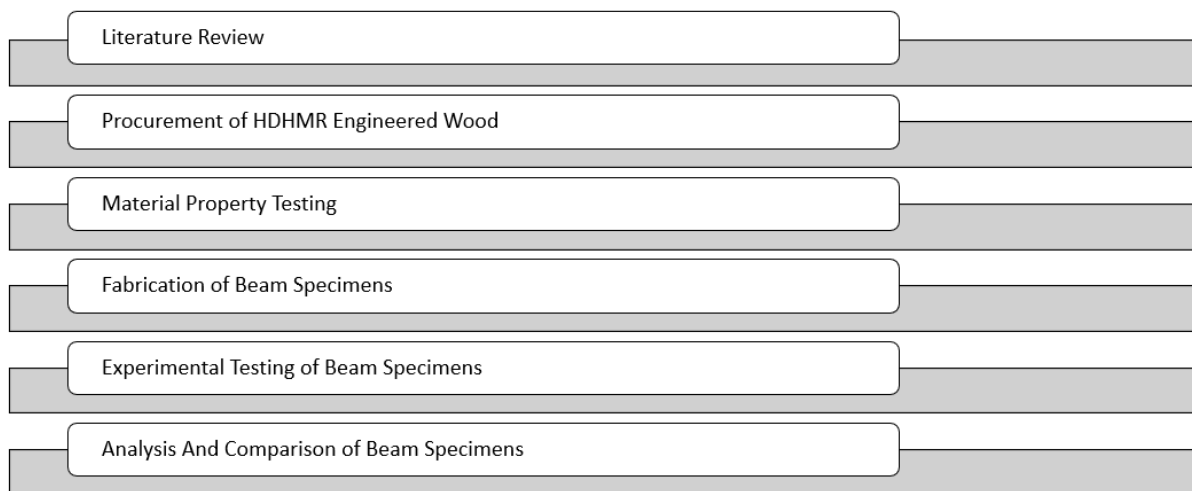 Literature Review
Procurement of HDHMR Engineered Wood
Material Property Testing
Fabrication of Beam Specimens
Experimental Testing of Beam Specimens
Analysis And Comparison of Beam Specimens